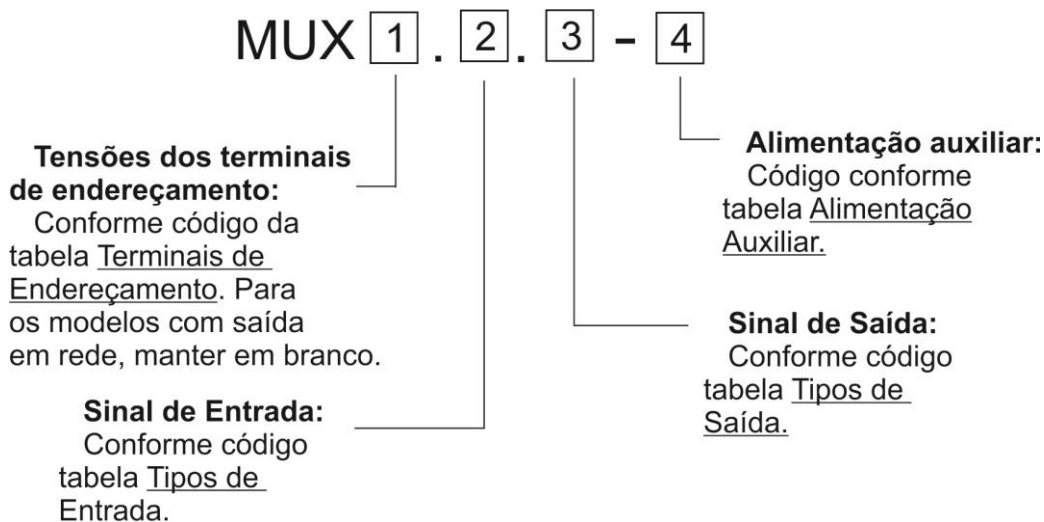 MUX 1 . 2 . 3 - 4
Tensões dos terminais
de endereçamento:
Conforme código da
tabela Terminais de
Endereçamento. Para
os modelos com saída
em rede, manter em branco.
Sinal de Entrada:
Conforme código
tabela Tipos de
Entrada.
Alimentação auxiliar:
Código conforme
tabela Alimentação
Auxiliar.
Sinal de Saída:
Conforme código
tabela Tipos de
Saída.